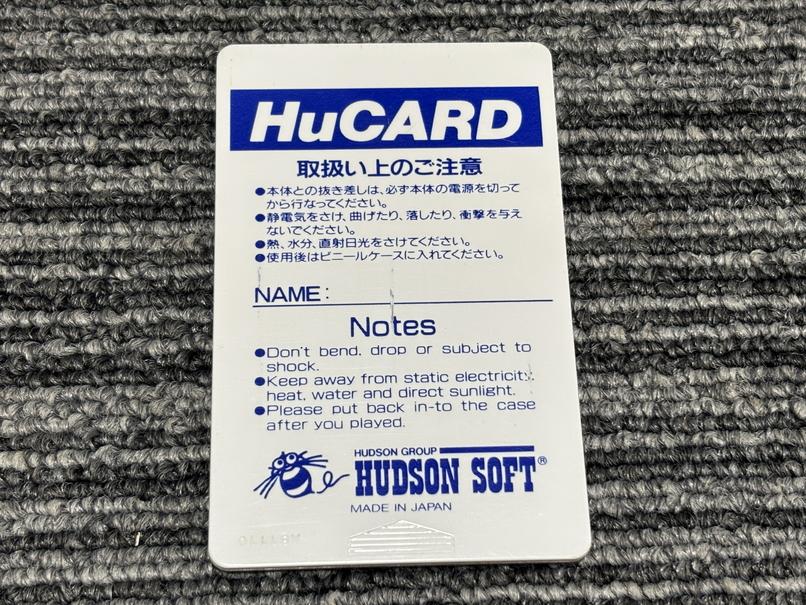 HuCARD
取扱い上のご注意
●本体との抜き差しは、必ず本体の電源を切って
から行なってください。
●静電気をさけ、曲げたり、落したり、衝撃を与え
ないでください。
●熱、水分、直射日光をさけてください。
●使用後はビニールケースに入れてください。
NAME:
Notes
●Don't bend, drop or subject to
shock.
●Keep away from static electricity,
heat, water and direct sunlight.
●Please put back in-to the case
after you played.
HUDSON GROUP
HUDSON SOFT®
MADE IN JAPAN